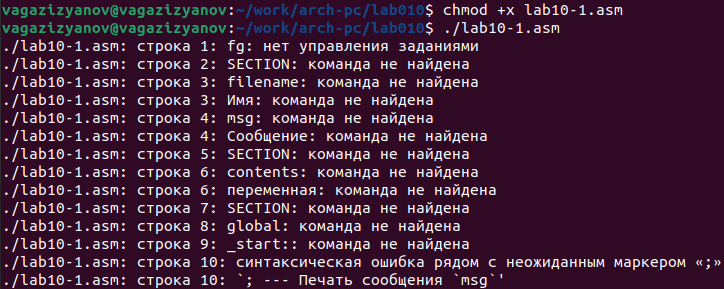 vagazizyanov@vagazizyanov:~/work/arch-pc/lab010$ chmod +x lab10-1.asm
vagazizyanov@vagazizyanov:~/work/arch-pc/lab010$ ./lab10-1.asm
./lab10-1.asm: строка 1: fg: нет управления заданиями
./lab10-1.asm: строка 2: SECTION: команда не найдена
./lab10-1.asm: строка 3: filename: команда не найдена
./lab10-1.asm: строка 3: Имя: команда не найдена
./lab10-1.asm: строка 4: msg: команда не найдена
./lab10-1.asm: строка 4: Сообщение: команда не найдена
./lab10-1.asm: строка 5: SECTION: команда не найдена
./lab10-1.asm: строка 6: contents: команда не найдена
./lab10-1.asm: строка 6: переменная: команда не найдена
./lab10-1.asm: строка 7: SECTION: команда не найдена
./lab10-1.asm: строка 8: global: команда не найдена
./lab10-1.asm: строка 9: _start:: команда не найдена
./lab10-1.asm: строка 10: синтаксическая ошибка рядом с неожиданным маркером «;»
./lab10-1.asm: строка 10: `; --- Печать сообщения `msg`'